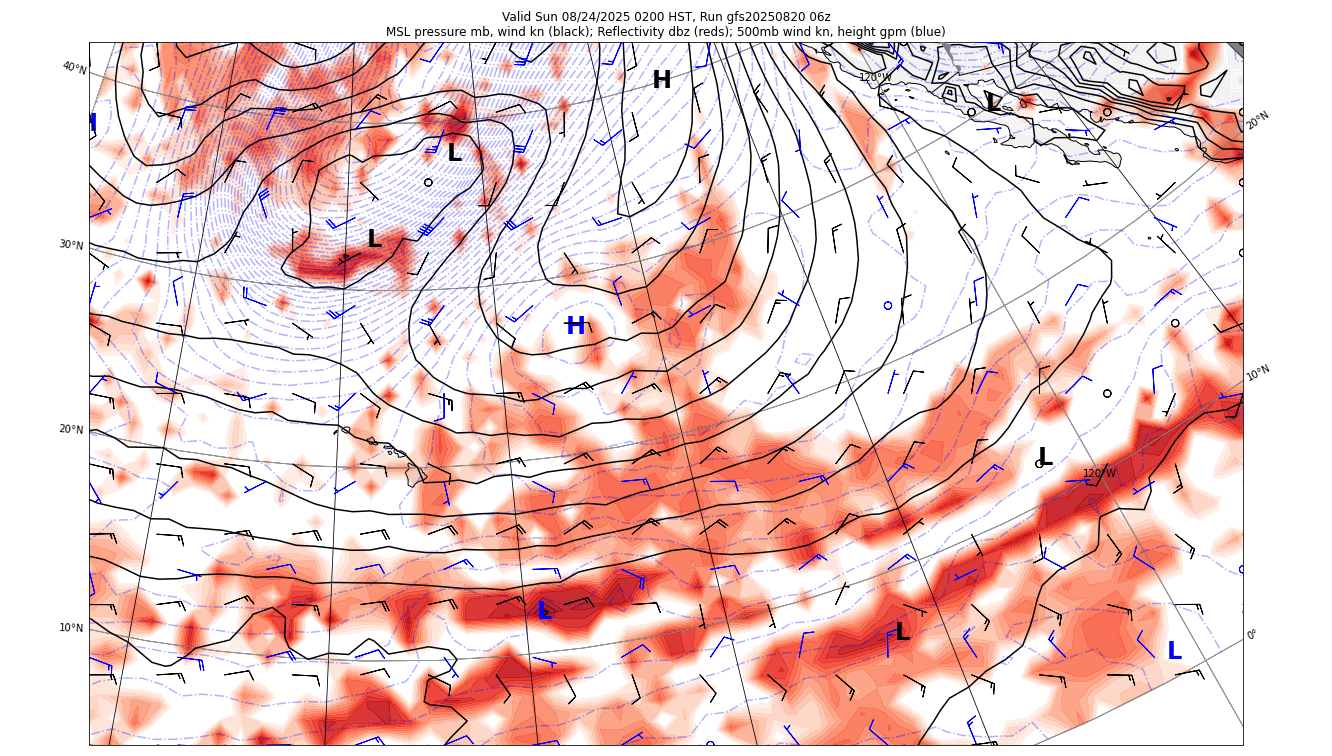 Valid Sun 08/24/2025 0200 HST, Run gfs20250820 06z
MSL pressure mb, wind kn (black); Reflectivity dbz (reds); 500mb wind kn, height gpm (blue)
40°N
H
120°W
L
20°N
L
30°N
L
H
10°N
20°N
L
120°W
L
10°N
L
0°
L